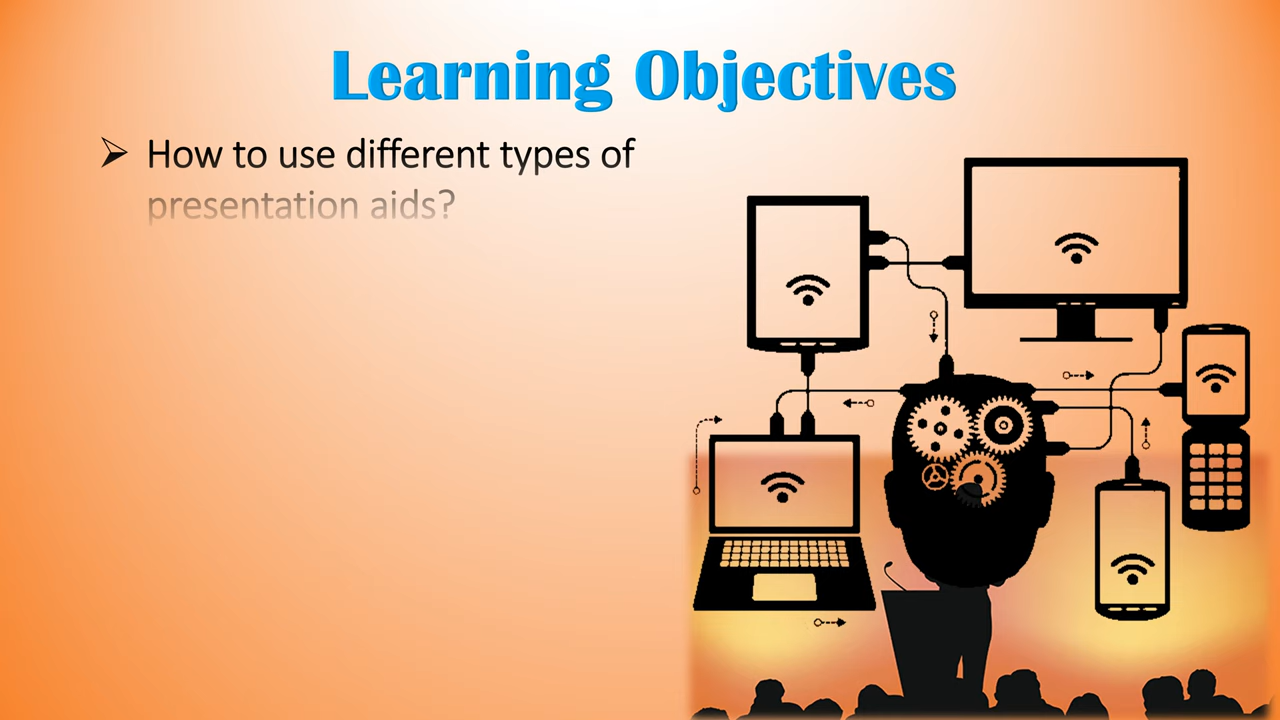 Learning Objectives
How to use different types of
presentation aids?